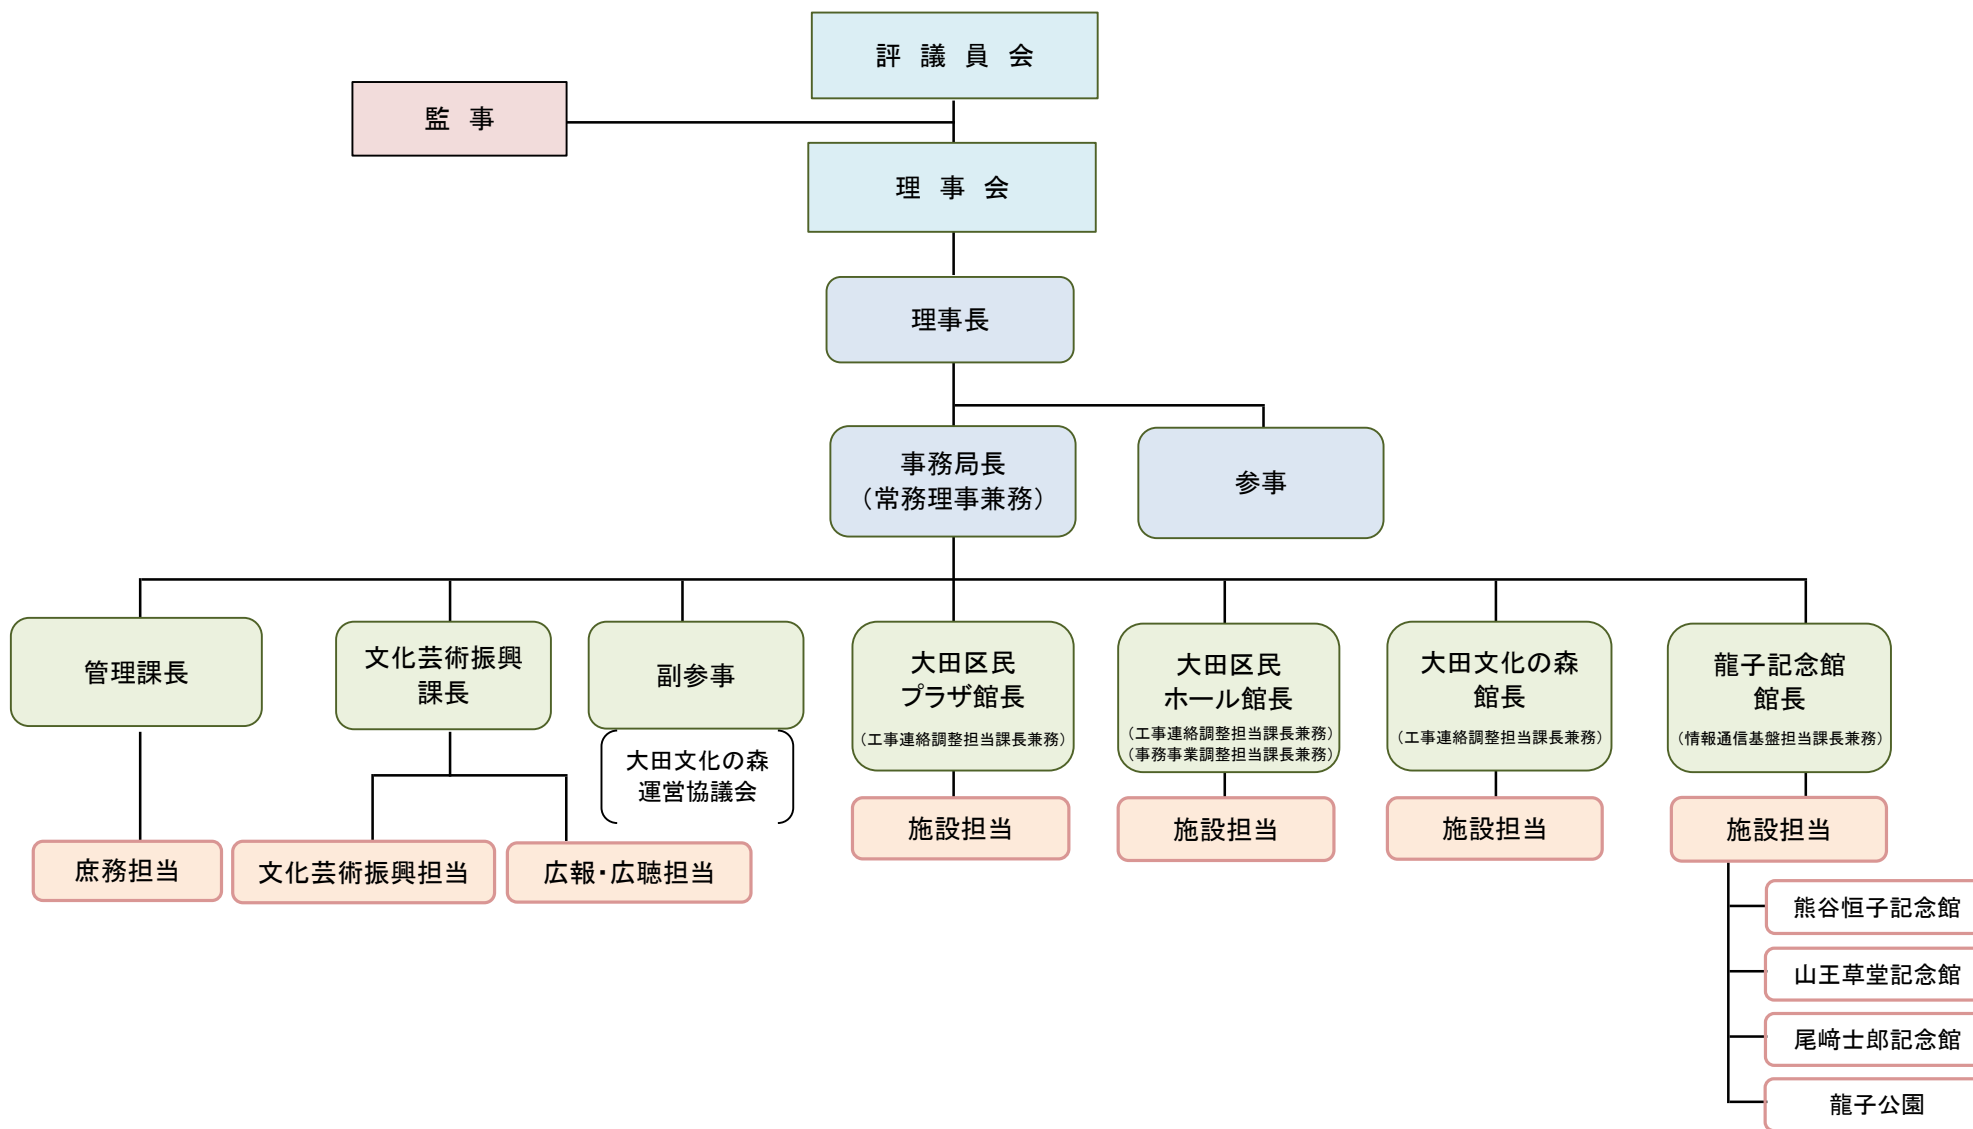 評 議 員 会
監 事
理 事 会
理事長
事務局長
（常務理事兼務）
参事
管理課長
文化芸術振興
課長
副参事
大田文化の森
運営協議会
大田区民
プラザ館長
（工事連絡調整担当課長兼務）
大田区民
ホール館長
（工事連絡調整担当課長兼務）
（事務事業調整担当課長兼務）
大田文化の森
館長
（工事連絡調整担当課長兼務）
龍子記念館
館長
（情報通信基盤担当課長兼務）
庶務担当
文化芸術振興担当
広報・広聴担当
施設担当
施設担当
施設担当
施設担当
熊谷恒子記念館
山王草堂記念館
尾﨑士郎記念館
龍子公園